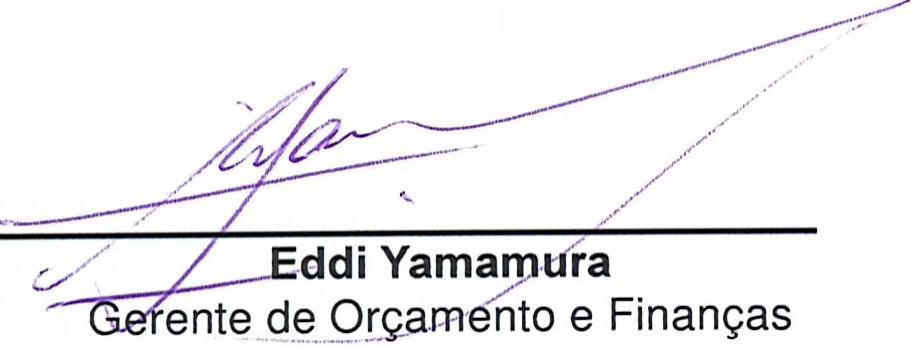 Eddi Yamamura
Gerente de Orçamento e Finanças